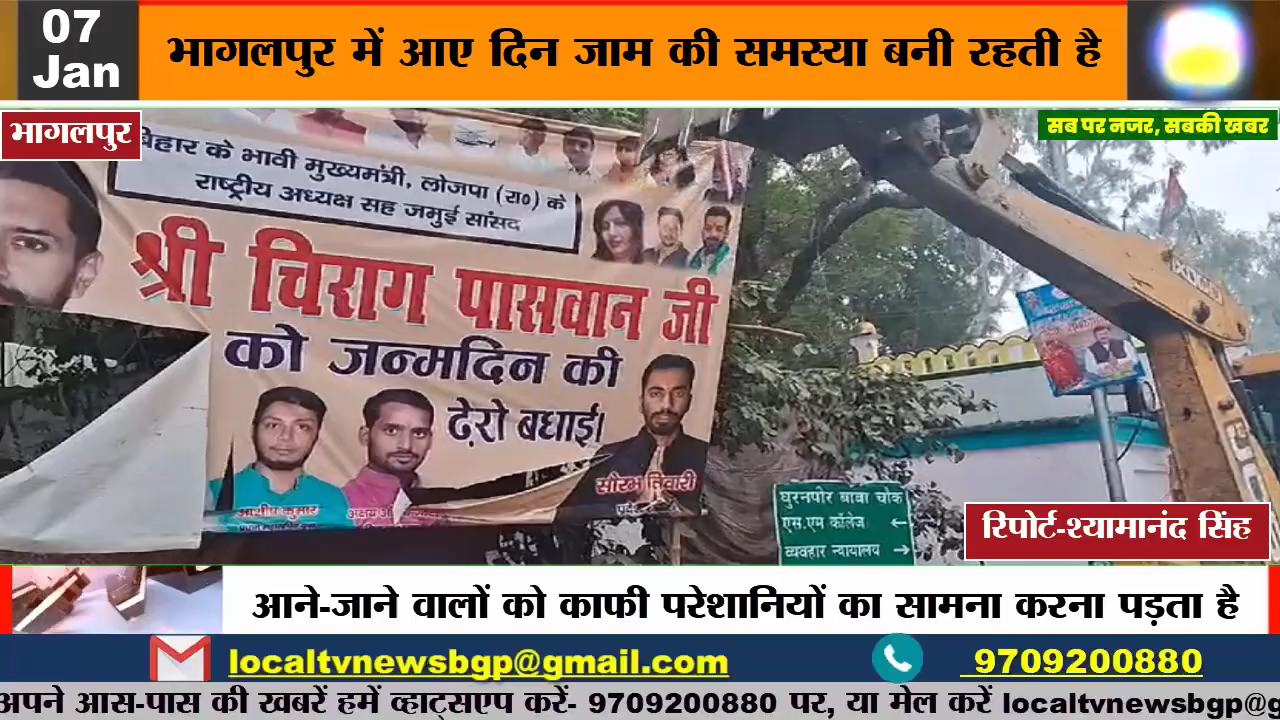 07
Jan
भागलपुर में आए दिन जाम की समस्या बनी रहती है
भागलपुर
सब पर नजर, सबकी खबर
बिहार के भावी मुख्यमंत्री, लोजपा (रा०) के
राष्ट्रीय अध्यक्ष सह जमुई सांसद
श्री चिराग पासवान जी
को जन्मदिन की
ढ़ेरो बधाई।
आशीष कुमार
सौरभ तिवारी
घुरनपीर बाबा चौक
एस.एम कॉलेज ←
व्यवहार न्यायालय →
रिपोर्ट-श्यामानंद सिंह
आने-जाने वालों को काफी परेशानियों का सामना करना पड़ता है
localtvnewsbgp@gmail.com
9709200880
अपने आस-पास की खबरें हमें व्हाट्सएप करें- 9709200880 पर, या मेल करें localtvnewsbgp@g